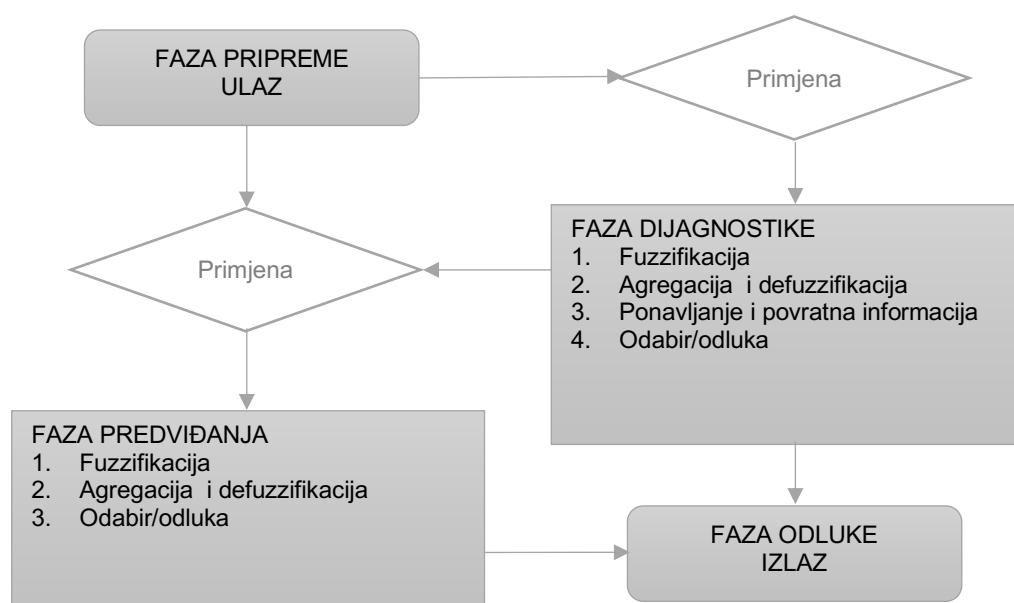 FAZA PRIPREME
ULAZ
Primjena
FAZA DIJAGNOSTIKE
1. Fuzzifikacija
2. Agregacija i defuzzifikacija
3. Ponavljanje i povratna informacija
4. Odabir/odluka
Primjena
FAZA PREDVIĐANJA
1. Fuzzifikacija
2. Agregacija i defuzzifikacija
3. Odabir/odluka
FAZA ODLUKE
IZLAZ